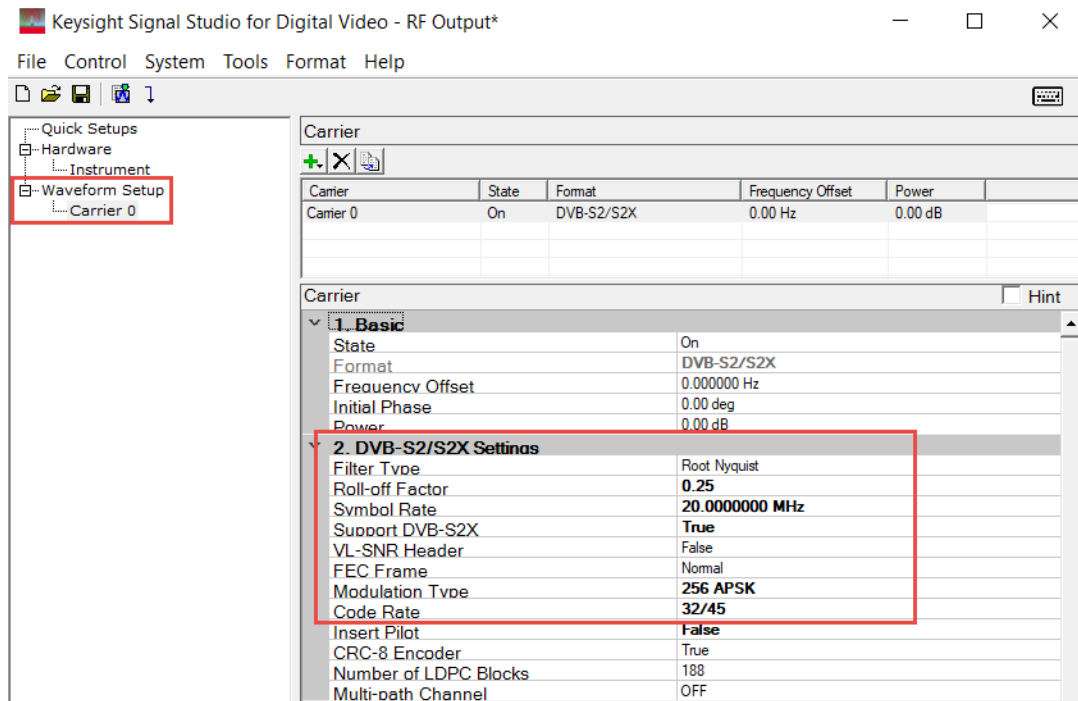 Keysight Signal Studio for Digital Video - RF Output*
File Control System Tools Format Help
Quick Setups
Hardware
Instrument
Waveform Setup
Carrier 0
Carrier
Carrier State Format Frequency Offset Power
Carrier 0 On DVB-S2/S2X 0.00 Hz 0.00 dB
Carrier Hint
1. Basic
State On
Format DVB-S2/S2X
Frequency Offset 0.000000 Hz
Initial Phase 0.00 deg
Power 0.00 dB
2. DVB-S2/S2X Settings
Filter Type Root Nyquist
Roll-off Factor 0.25
Symbol Rate 20.0000000 MHz
Support DVB-S2X True
VL-SNR Header False
FEC Frame Normal
Modulation Type 256 APSK
Code Rate 32/45
Insert Pilot False
CRC-8 Encoder True
Number of LDPC Blocks 188
Multi-path Channel OFF